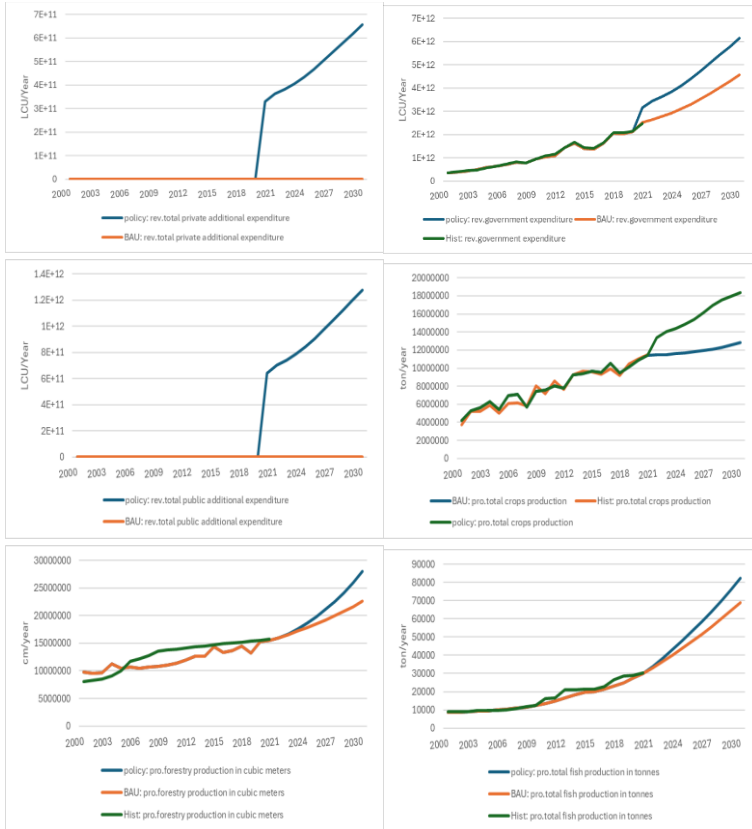 7E+11
6E+11
5E+11
4E+11
3E+11
2E+11
1E+11
0
LCU/Year
2000 2003 2006 2009 2012 2015 2018 2021 2024 2027 2030
policy: rev.total private additional expenditure
BAU: rev.total private additional expenditure
7E+12
6E+12
5E+12
4E+12
3E+12
2E+12
1E+12
0
LCU/Year
2000 2003 2006 2009 2012 2015 2018 2021 2024 2027 2030
policy: rev.government expenditure BAU: rev.government expenditure
Hist: rev.government expenditure
1.4E+12
1.2E+12
1E+12
8E+11
6E+11
4E+11
2E+11
0
LCU/Year
2000 2003 2006 2009 2012 2015 2018 2021 2024 2027 2030
policy: rev.total public additional expenditure
BAU: rev.total public additional expenditure
20000000
18000000
16000000
14000000
12000000
10000000
8000000
6000000
4000000
2000000
0
ton/year
2000 2003 2006 2009 2012 2015 2018 2021 2024 2027 2030
BAU: pro.total crops production Hist: pro.total crops production
policy: pro.total crops production
30000000
25000000
20000000
15000000
10000000
5000000
0
cm/year
2000 2003 2006 2009 2012 2015 2018 2021 2024 2027 2030
policy: pro.forestry production in cubic meters
BAU: pro.forestry production in cubic meters
Hist: pro.forestry production in cubic meters
90000
80000
70000
60000
50000
40000
30000
20000
10000
0
ton/year
2000 2003 2006 2009 2012 2015 2018 2021 2024 2027 2030
policy: pro.total fish production in tonnes
BAU: pro.total fish production in tonnes
Hist: pro.total fish production in tonnes